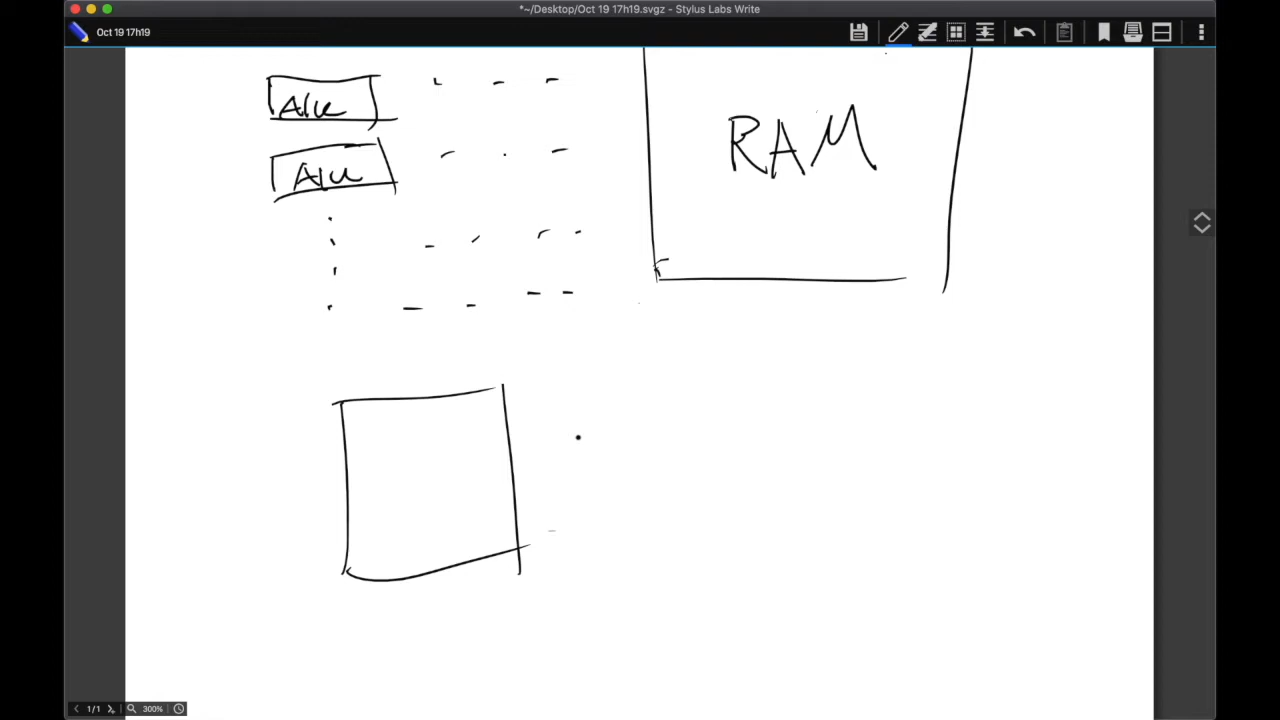 *~/Desktop/Oct 19 17h19.svgz - Stylus Labs Write
Oct 19 17h19
ALU
RAM
ALU
1/1
300%